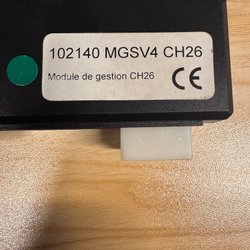 102140 MGSV4 CH26
Module de gestion CH26
CE